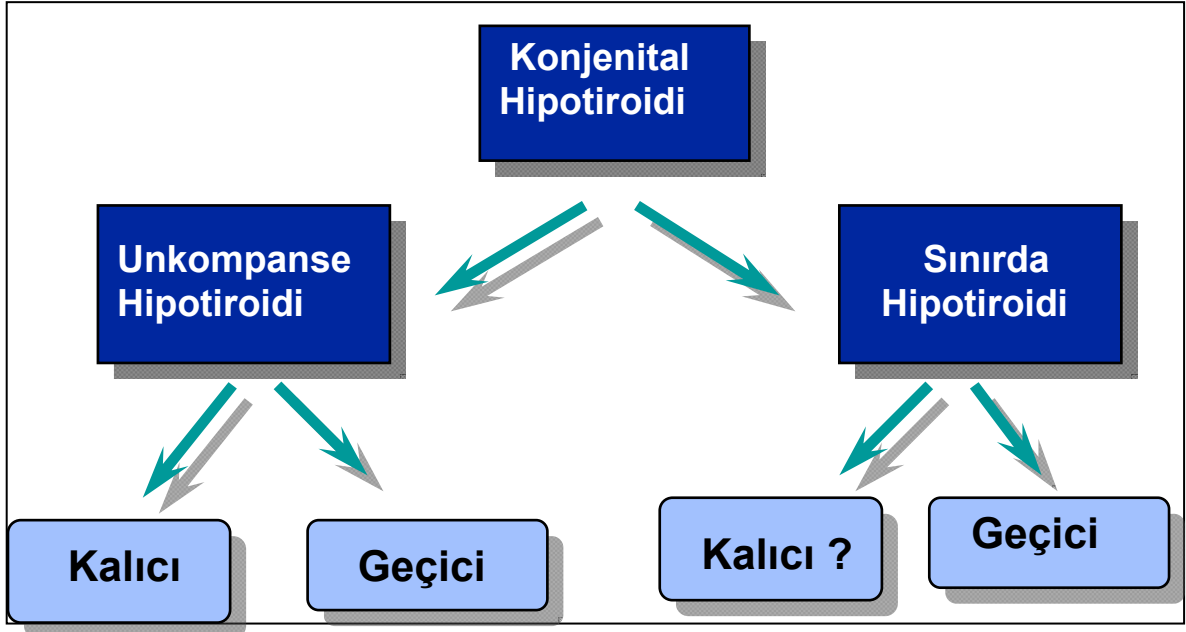 Konjenital
Hipotiroidi
Unkompanse
Hipotiroidi
Sınırda
Hipotiroidi
Kalıcı
Geçici
Kalıcı ?
Geçici